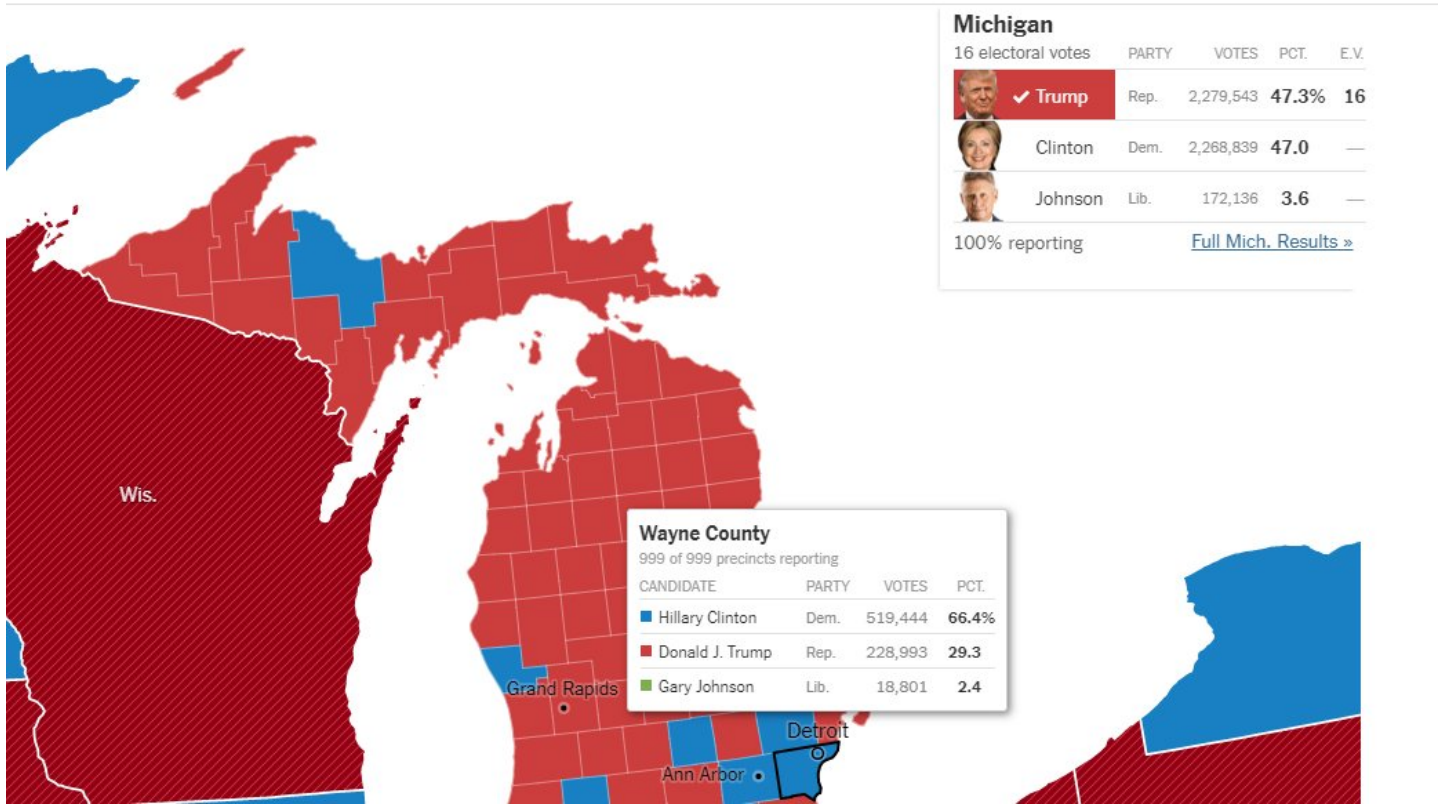 Michigan
16 electoral votes PARTY VOTES PCT. E.V.
✓ Trump Rep. 2,279,543 47.3% 16
Clinton Dem. 2,268,839 47.0 —
Johnson Lib. 172,136 3.6 —
100% reporting Full Mich. Results »
Wis.
Wayne County
999 of 999 precincts reporting
CANDIDATE PARTY VOTES PCT.
Hillary Clinton Dem. 519,444 66.4%
Donald J. Trump Rep. 228,993 29.3
Gary Johnson Lib. 18,801 2.4
Grand Rapids
Detroit
Ann Arbor